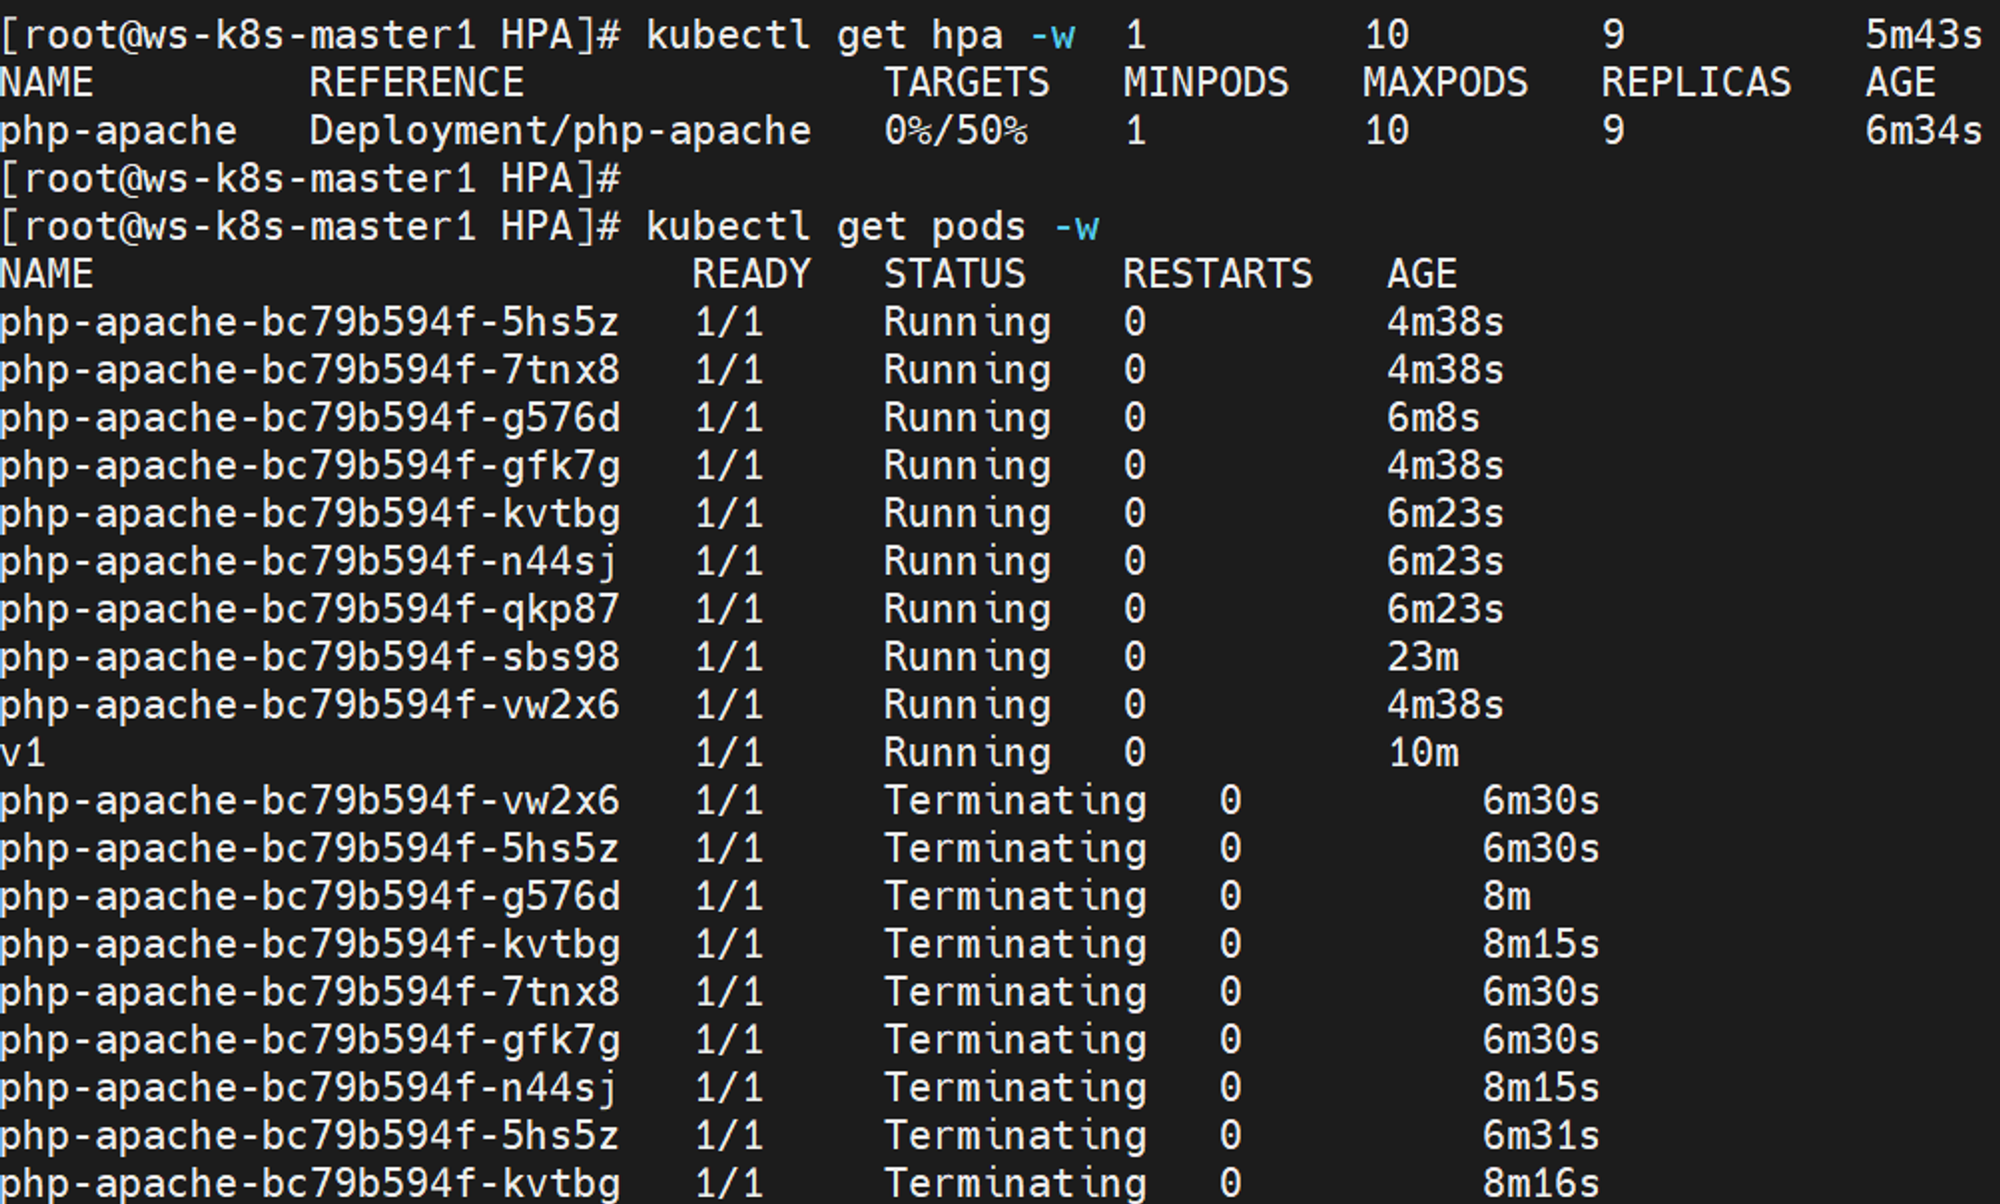 [root@ws-k8s-master1 HPA]# kubectl get hpa -w  1         10        9          5m43s
NAME         REFERENCE               TARGETS   MINPODS   MAXPODS   REPLICAS   AGE
php-apache   Deployment/php-apache   0%/50%    1         10        9          6m34s
[root@ws-k8s-master1 HPA]#
[root@ws-k8s-master1 HPA]# kubectl get pods -w
NAME                         READY   STATUS    RESTARTS   AGE
php-apache-bc79b594f-5hs5z   1/1     Running   0          4m38s
php-apache-bc79b594f-7tnx8   1/1     Running   0          4m38s
php-apache-bc79b594f-g576d   1/1     Running   0          6m8s
php-apache-bc79b594f-gfk7g   1/1     Running   0          4m38s
php-apache-bc79b594f-kvtbg   1/1     Running   0          6m23s
php-apache-bc79b594f-n44sj   1/1     Running   0          6m23s
php-apache-bc79b594f-qkp87   1/1     Running   0          6m23s
php-apache-bc79b594f-sbs98   1/1     Running   0          23m
php-apache-bc79b594f-vw2x6   1/1     Running   0          4m38s
v1                           1/1     Running   0          10m
php-apache-bc79b594f-vw2x6   1/1     Terminating   0          6m30s
php-apache-bc79b594f-5hs5z   1/1     Terminating   0          6m30s
php-apache-bc79b594f-g576d   1/1     Terminating   0          8m
php-apache-bc79b594f-kvtbg   1/1     Terminating   0          8m15s
php-apache-bc79b594f-7tnx8   1/1     Terminating   0          6m30s
php-apache-bc79b594f-gfk7g   1/1     Terminating   0          6m30s
php-apache-bc79b594f-n44sj   1/1     Terminating   0          8m15s
php-apache-bc79b594f-5hs5z   1/1     Terminating   0          6m31s
php-apache-bc79b594f-kvtbg   1/1     Terminating   0          8m16s